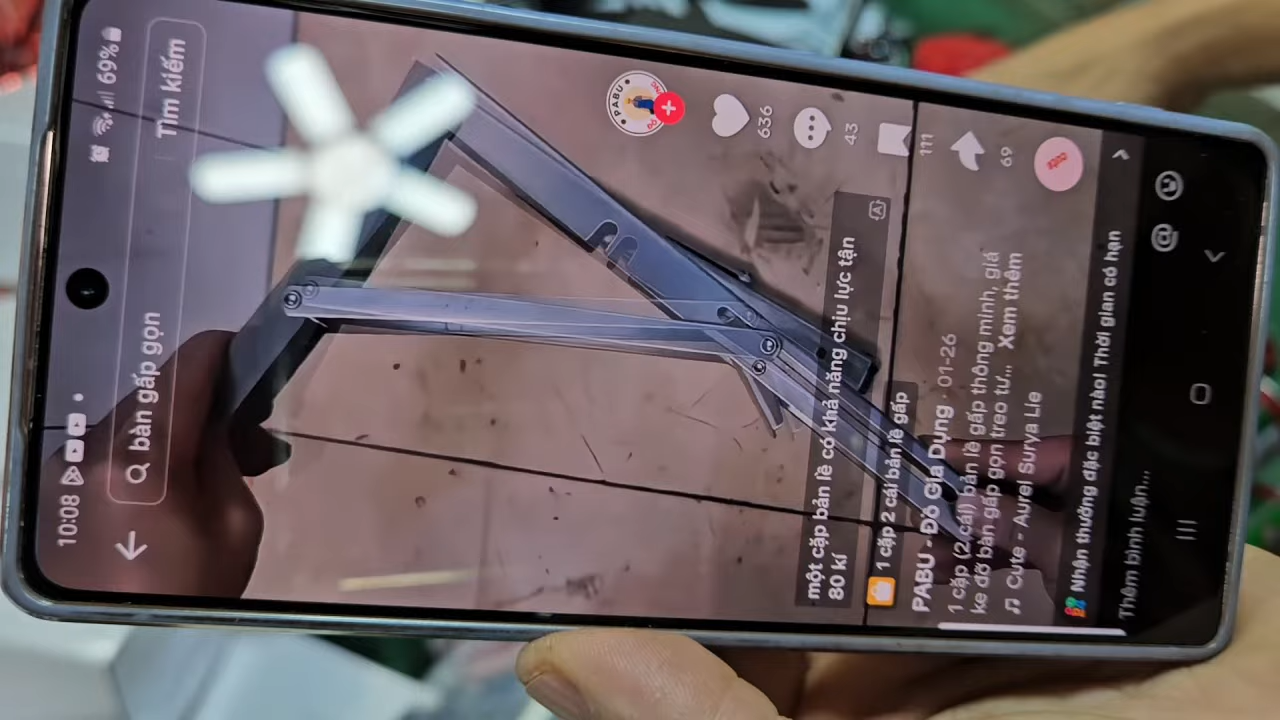 10:08
69%
bàn gấp gọn
Tìm kiếm
PABU
636
43
111
69
một cặp bản lề có khả năng chịu lực tận
80 kí
1 cặp 2 cái bản lề gấp
PABU - Đồ Gia Dụng · 01-26
1 cặp (2 cái) bản lề gấp thông minh, giá
ke đỡ bàn gấp gọn treo tư... Xem thêm
Cute - Aurel Surya Lie
Nhận thưởng đặc biệt nào! Thời gian có hạn
Thêm bình luận...
@